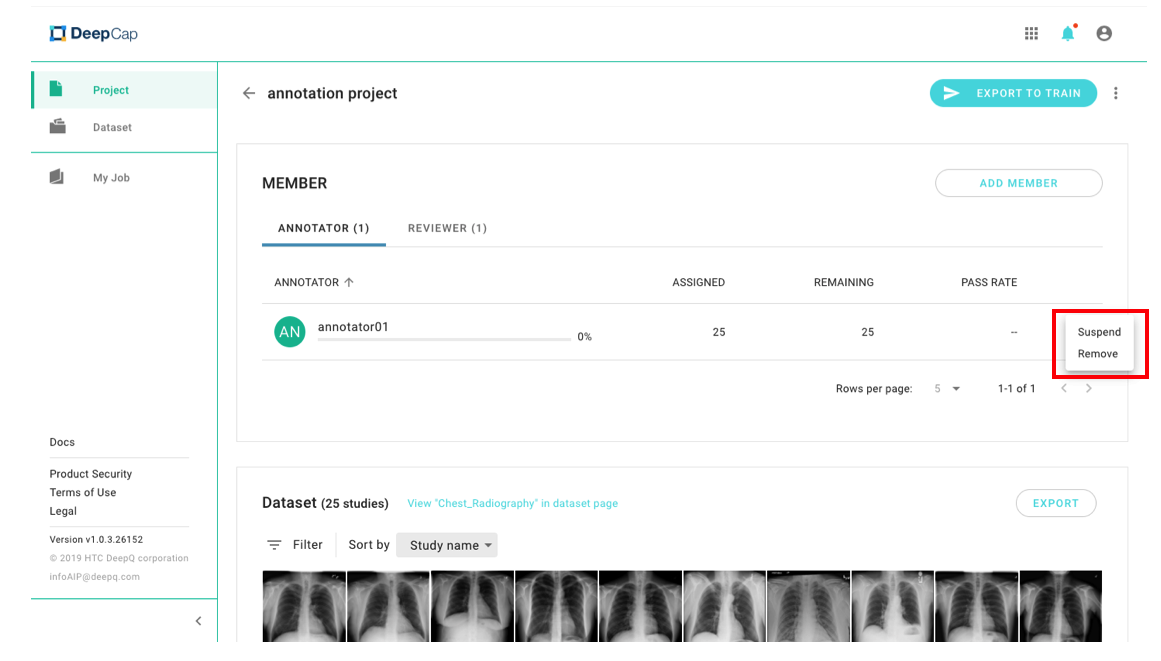 DeepCap
Project
Dataset
My Job
Docs
Product Security
Terms of Use
Legal
Version v1.0.3.26152
© 2019 HTC DeepQ corporation
infoAIP@deepq.com
annotation project
EXPORT TO TRAIN
MEMBER
ADD MEMBER
ANNOTATOR (1) REVIEWER (1)
ANNOTATOR ASSIGNED REMAINING PASS RATE
AN annotator01 0% 25 25 --
Suspend
Remove
Rows per page: 5 1-1 of 1
Dataset (25 studies) View "Chest_Radiography" in dataset page
EXPORT
Filter Sort by Study name